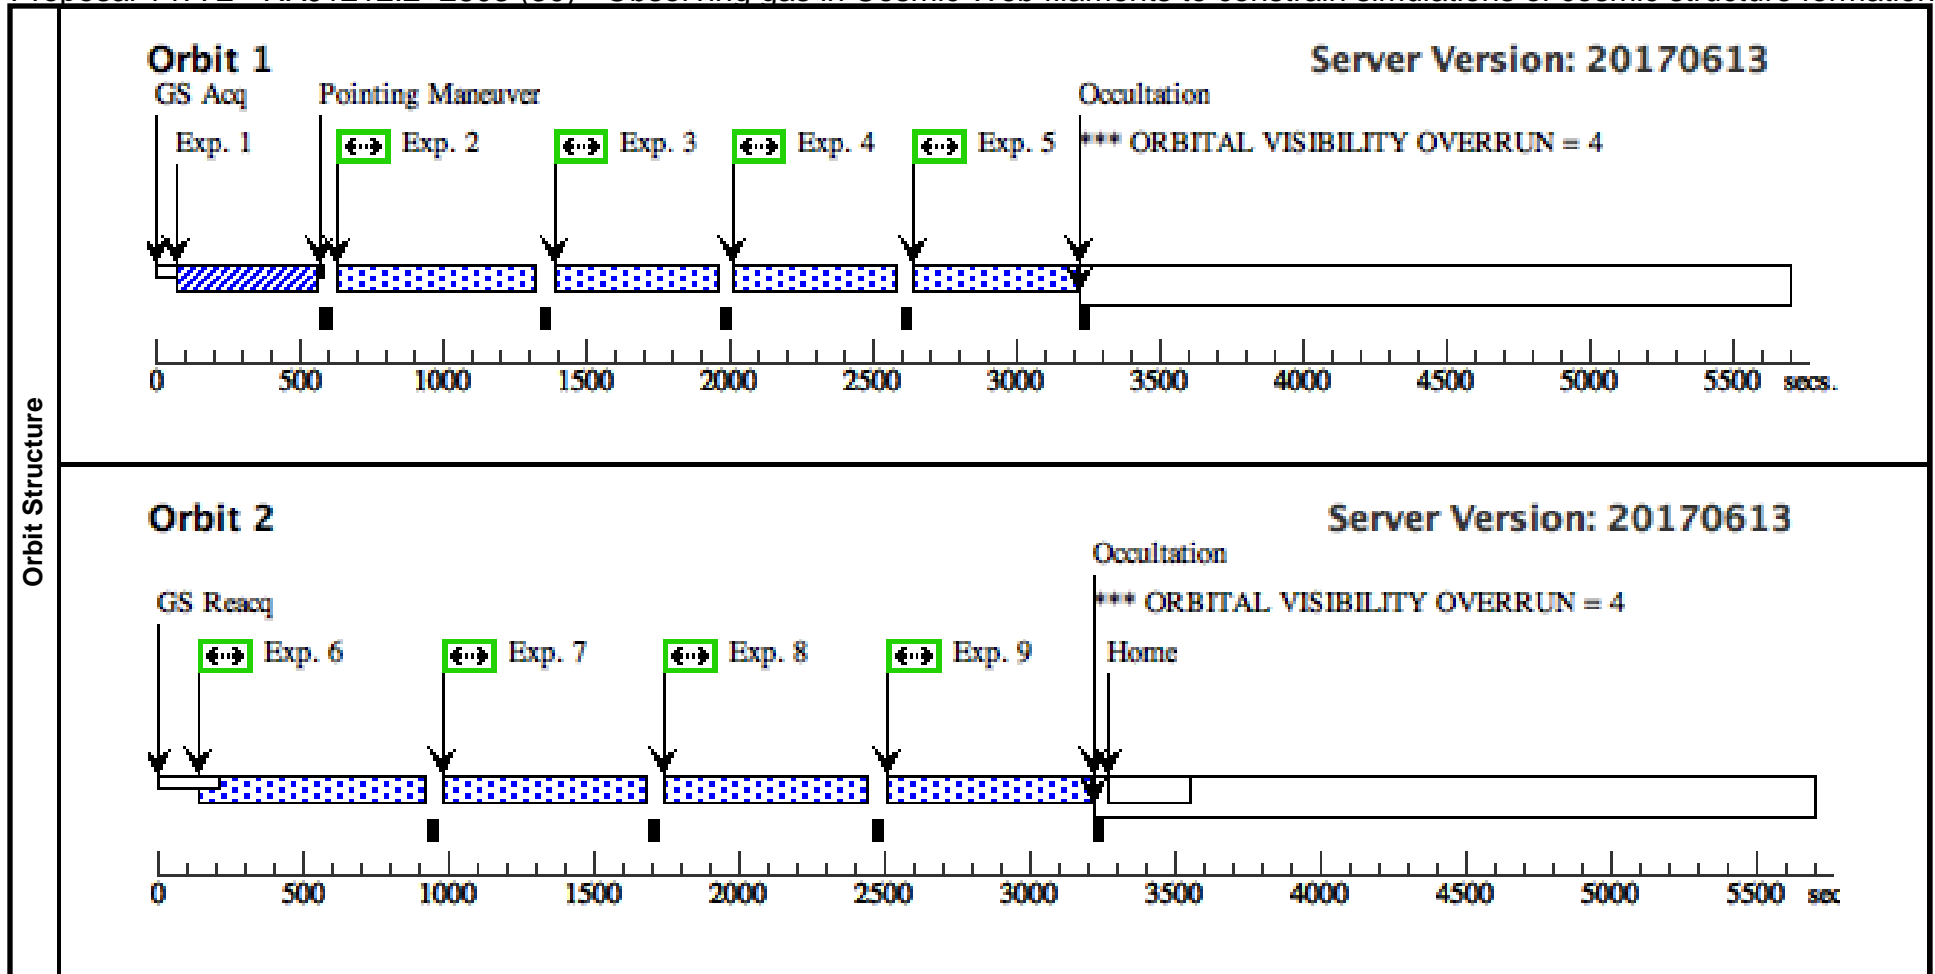 Orbit Structure
Orbit 1 Server Version: 20170613
GS Acq Pointing Maneuver Occultation
Exp. 1 Exp. 2 Exp. 3 Exp. 4 Exp. 5 *** ORBITAL VISIBILITY OVERRUN = 4
0 500 1000 1500 2000 2500 3000 3500 4000 4500 5000 5500 secs.
Orbit 2 Server Version: 20170613
Occultation
GS Reacq *** ORBITAL VISIBILITY OVERRUN = 4
Exp. 6 Exp. 7 Exp. 8 Exp. 9 Home
0 500 1000 1500 2000 2500 3000 3500 4000 4500 5000 5500 sec